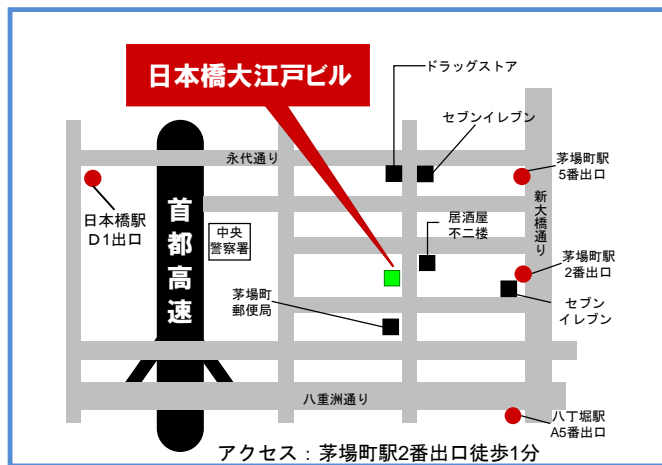 日本橋大江戸ビル
ドラッグストア
セブンイレブン
永代通り
茅場町駅
5番出口
日本橋駅
D1出口
首都高速
中央
警察署
居酒屋
不二楼
新大橋通り
茅場町駅
2番出口
茅場町
郵便局
セブン
イレブン
八重洲通り
八丁堀駅
A5番出口
アクセス：茅場町駅2番出口徒歩1分